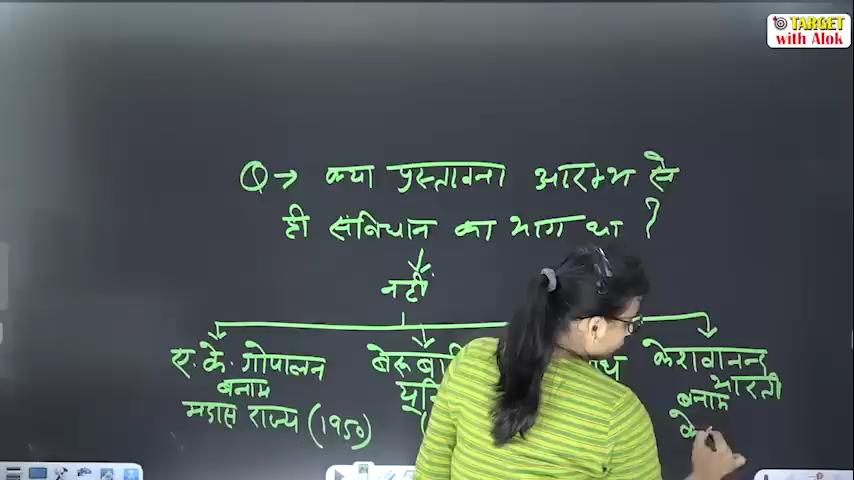 TARGET
with Alok
Q → क्या प्रस्तावना आरम्भ से
ही संविधान का भाग था ?
नहीं
ए. के. गोपालन
बनाम
मद्रास राज्य (1950)
बेरूबा
यूनि
केशवानन्द
भारती
बनाम
के